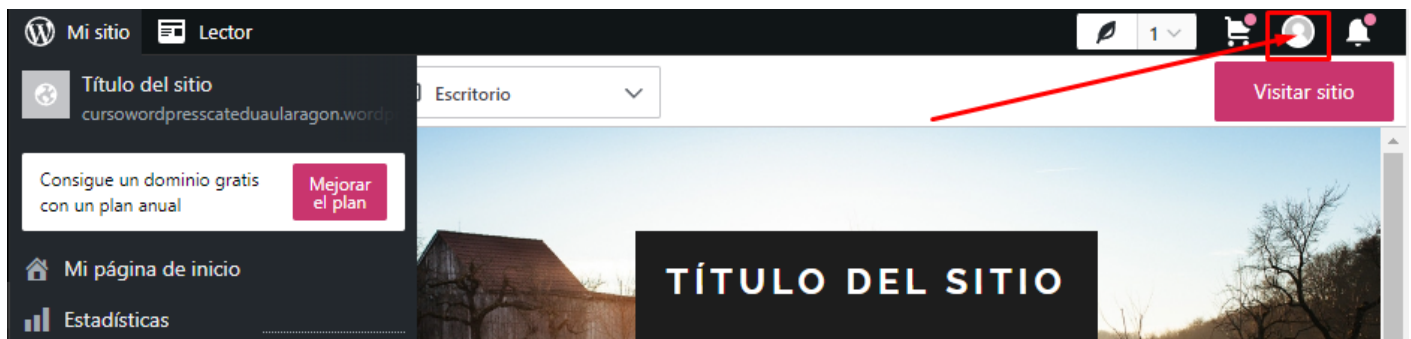 Mi sitio
Lector
1
Título del sitio
cursowordpresscateduaularagon.wordp
Escritorio
Visitar sitio
Consigue un dominio gratis
con un plan anual
Mejorar
el plan
Mi página de inicio
Estadísticas
TÍTULO DEL SITIO